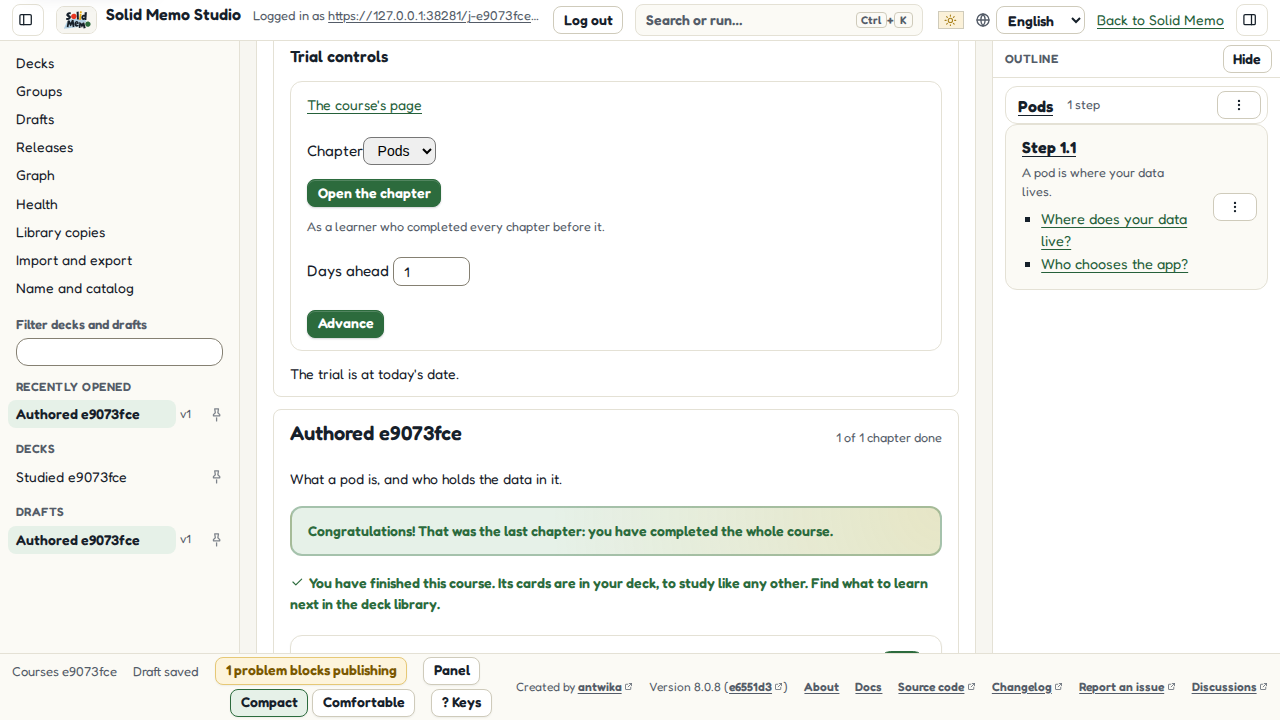 Solid Memo Studio
Logged in as https://127.0.0.1:38281/j-e9073fce...
Log out
Search or run...
Ctrl+K
English
Back to Solid Memo
Decks
Groups
Drafts
Releases
Graph
Health
Library copies
Import and export
Name and catalog
Filter decks and drafts
RECENTLY OPENED
Authored e9073fce v1
DECKS
Studied e9073fce
DRAFTS
Authored e9073fce v1
Trial controls
The course's page
Chapter Pods
Open the chapter
As a learner who completed every chapter before it.
Days ahead 1
Advance
The trial is at today's date.
Authored e9073fce
1 of 1 chapter done
What a pod is, and who holds the data in it.
Congratulations! That was the last chapter: you have completed the whole course.
You have finished this course. Its cards are in your deck, to study like any other. Find what to learn
next in the deck library.
OUTLINE
Hide
Pods 1 step
Step 1.1
A pod is where your data
lives.
Where does your data
live?
Who chooses the app?
Courses e9073fce
Draft saved
1 problem blocks publishing
Panel
Compact
Comfortable
? Keys
Created by antwika
Version 8.0.8 (e6551d3)
About
Docs
Source code
Changelog
Report an issue
Discussions